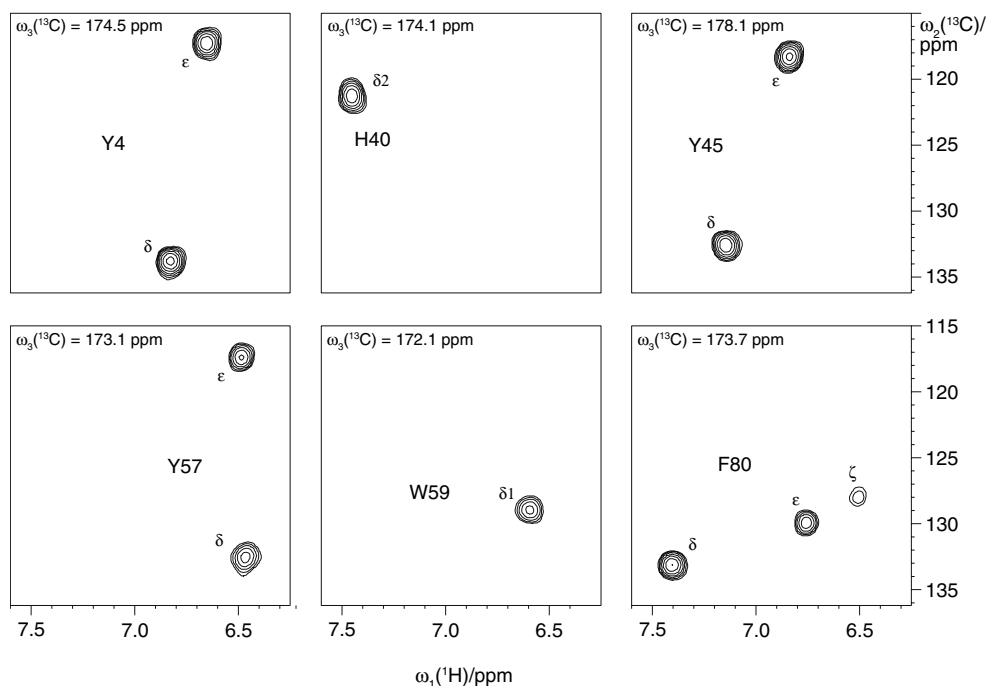 ω₃(¹³C) = 174.5 ppm
ε
Y4
δ
ω₃(¹³C) = 174.1 ppm
δ2
H40
ω₃(¹³C) = 178.1 ppm
ε
Y45
δ
ω₂(¹³C)/
ppm
120
125
130
135
ω₃(¹³C) = 173.1 ppm
ε
Y57
δ
ω₃(¹³C) = 172.1 ppm
W59
δ1
ω₃(¹³C) = 173.7 ppm
F80
ζ
ε
δ
115
120
125
130
135
7.5 7.0 6.5 7.5 7.0 6.5 7.5 7.0 6.5
ω₁(¹H)/ppm